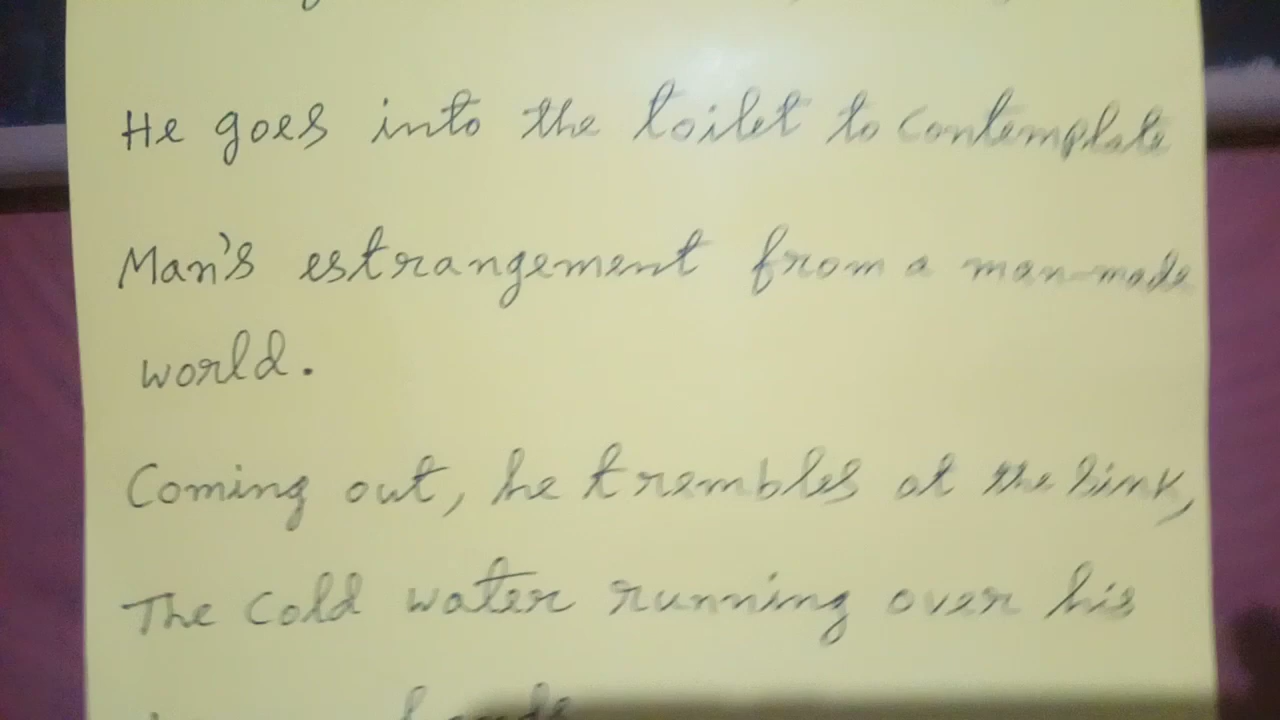 He goes into the toilet to contemplate
Man's estrangement from a man-made
world.
Coming out, he trembles at the sink,
The cold water running over his